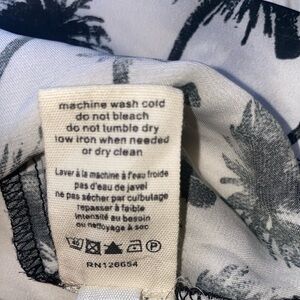 machine wash cold
do not bleach
do not tumble dry
low iron when needed
or dry clean
Laver à la machine à l'eau froide
pas d'eau de javel
ne pas sécher par culbutage
repasser à faible
intensité au besoin
ou nettoyage à sec
P
RN126654